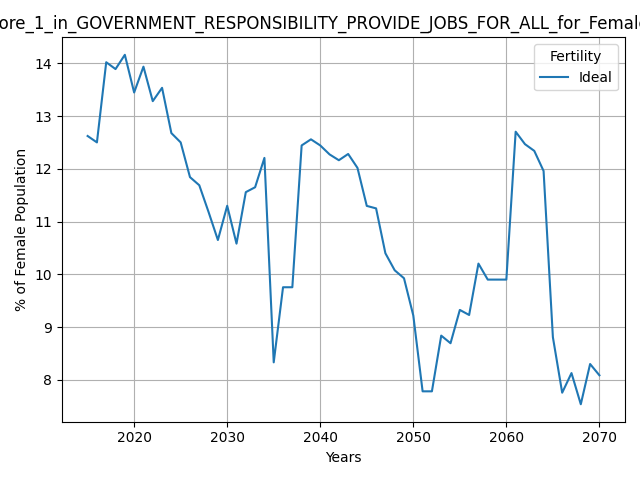 ore_1_in_GOVERNMENT_RESPONSIBILITY_PROVIDE_JOBS_FOR_ALL_for_Female
Fertility
Ideal
% of Female Population
14
13
12
11
10
9
8
2020 2030 2040 2050 2060 2070
Years